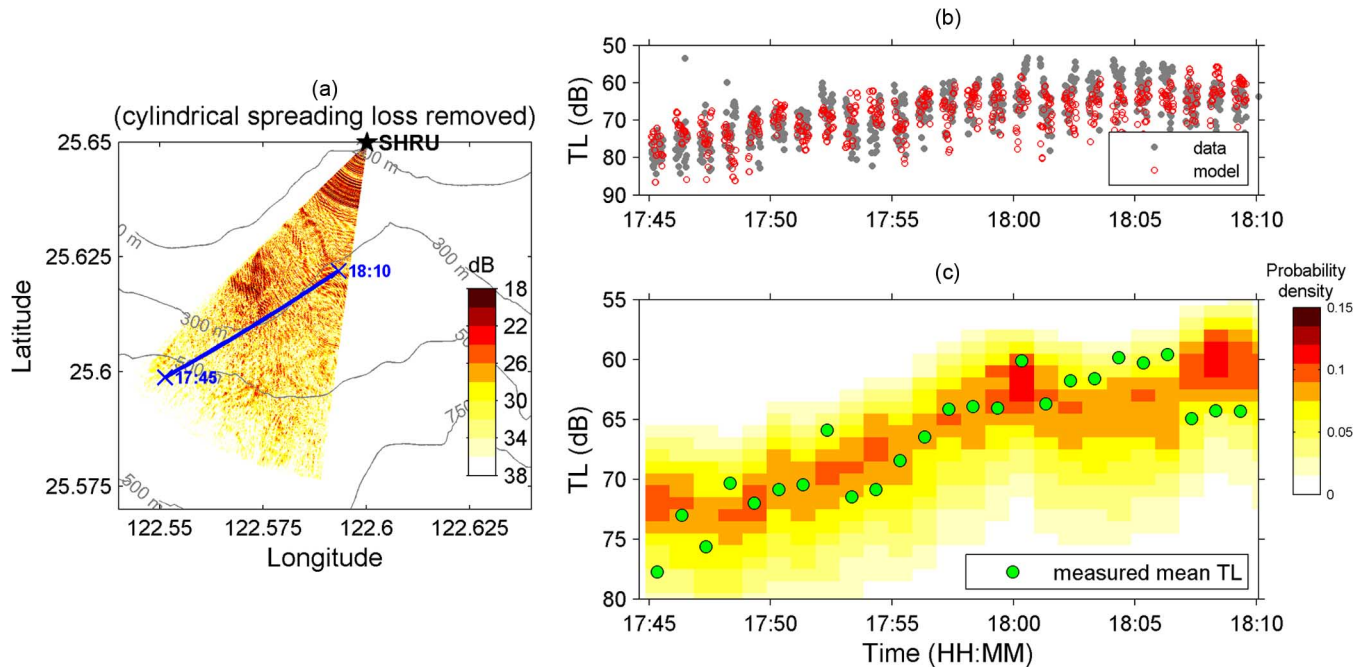 (a)
(cylindrical spreading loss removed)
25.65
25.625
25.6
25.575
Latitude
122.55
122.575
122.6
122.625
Longitude
SHRU
300 m
300 m
500 m
500 m
18:10
17:45
dB
18
22
26
30
34
38
(b)
50
60
70
80
90
TL (dB)
data
model
17:45
17:50
17:55
18:00
18:05
18:10
(c)
55
60
65
70
75
80
TL (dB)
measured mean TL
17:45
17:50
17:55
18:00
18:05
18:10
Time (HH:MM)
Probability
density
0.15
0.1
0.05
0